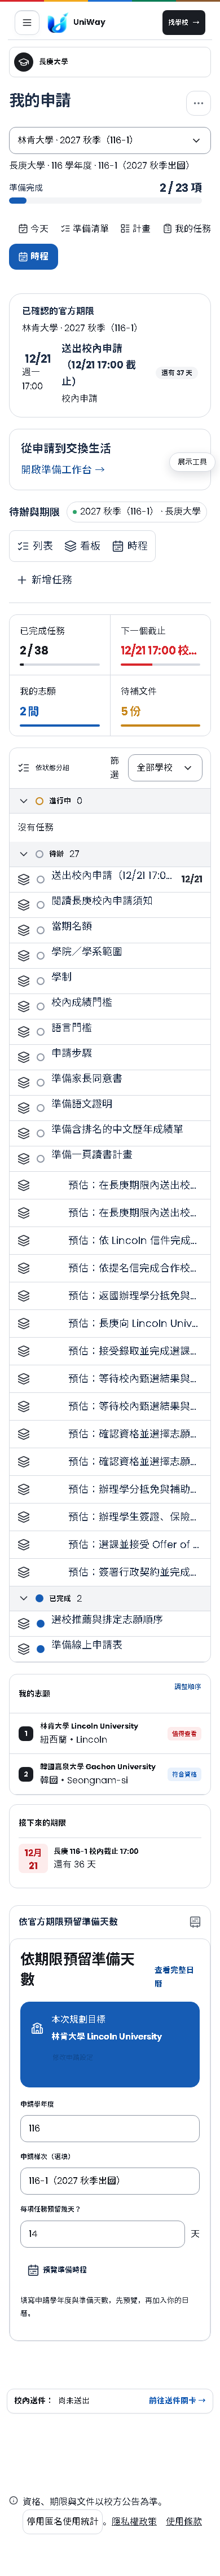 UniWay
找學校 →
長庚大學
我的申請
林肯大學 · 2027 秋季（116-1）
長庚大學 · 116 學年度 · 116-1（2027 秋季出國）
準備完成
2 / 23 項
今天
準備清單
計畫
我的任務
時程
已確認的官方期限
林肯大學 · 2027 秋季（116-1）
12/21
週一
17:00
送出校內申請
（12/21 17:00 截
止）
校內申請
還有 37 天
從申請到交換生活
開啟準備工作台 →
展示工具
待辦與期限
2027 秋季（116-1） · 長庚大學
列表
看板
時程
+ 新增任務
已完成任務
2 / 38
下一個截止
12/21 17:00 校...
我的志願
2 間
待補文件
5 份
依狀態分組
篩
選
全部學校
進行中 0
沒有任務
待辦 27
送出校內申請（12/21 17:0...
12/21
閱讀長庚校內申請須知
當期名額
學院／學系範圍
學制
校內成績門檻
語言門檻
申請步驟
準備家長同意書
準備語文證明
準備含排名的中文歷年成績單
準備一頁讀書計畫
預估：在長庚期限內送出校...
預估：在長庚期限內送出校...
預估：依 Lincoln 信件完成...
預估：依提名信完成合作校...
預估：返國辦理學分抵免與...
預估：長庚向 Lincoln Univ...
預估：接受錄取並完成選課...
預估：等待校內甄選結果與...
預估：等待校內甄選結果與...
預估：確認資格並選擇志願...
預估：確認資格並選擇志願...
預估：辦理學分抵免與補助...
預估：辦理學生簽證、保險...
預估：選課並接受 Offer of ...
預估：簽署行政契約並完成...
已完成 2
選校推薦與排定志願順序
準備線上申請表
我的志願
調整順序
1
林肯大學 Lincoln University
紐西蘭 · Lincoln
值得查看
2
韓國嘉泉大學 Gachon University
韓國 · Seongnam-si
符合資格
接下來的期限
12月
21
長庚 116-1 校內截止 17:00
還有 36 天
依官方期限預留準備天數
依期限預留準備天
數
查看完整日
曆
本次規劃目標
林肯大學 Lincoln University
申請學年度
116
申請梯次（選填）
116-1（2027 秋季出國）
每項任務預留幾天？
14
天
預覽準備時程
填寫申請學年度與準備天數，先預覽，再加入你的日
曆。
校內送件： 尚未送出
前往送件關卡 →
資格、期限與文件以校方公告為準。
停用匿名使用統計 。隱私權政策 使用條款